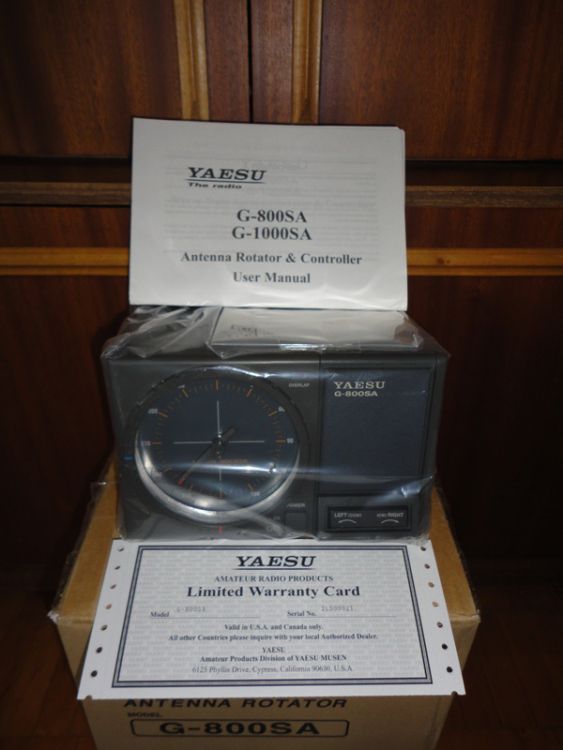 YAESU
The radio
G-800SA
G-1000SA
Antenna Rotator & Controller
User Manual
OVERLAP
YAESU
G-800SA
90
POWER
LEFT RIGHT
YAESU
AMATEUR RADIO PRODUCTS
Limited Warranty Card
Model G-800SA Serial No.
Valid in U.S.A. and Canada only.
All other Countries please inquire with your local Authorized Dealer.
YAESU
Amateur Products Division of YAESU MUSEN
6125 Phyllis Drive, Cypress, California 90630, U.S.A.
ANTENNA ROTATOR
MODEL
G-800SA